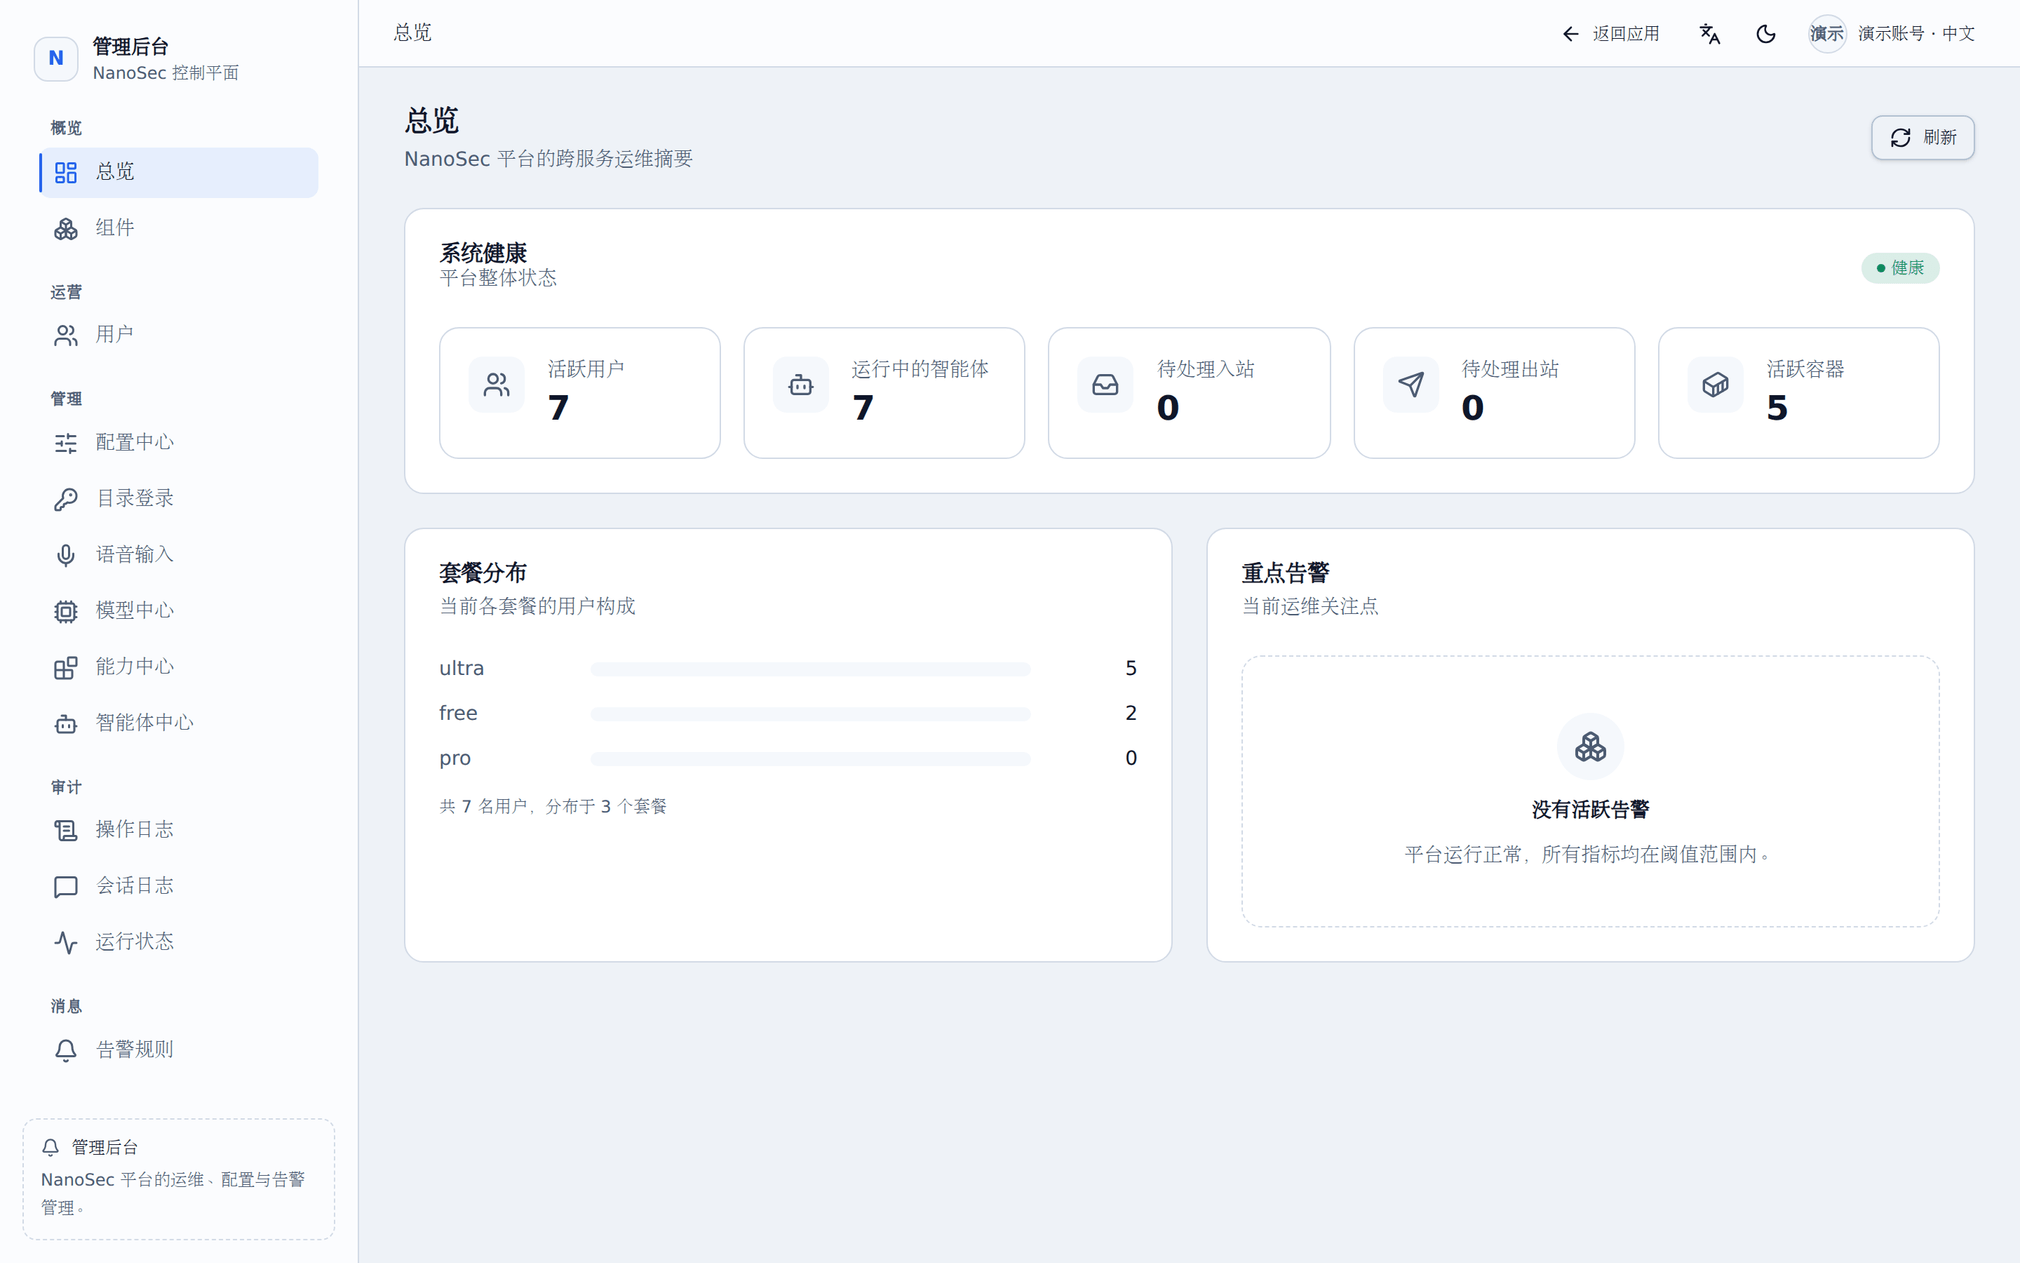 N
管理后台
NanoSec 控制平面
概览
总览
组件
运营
用户
管理
配置中心
目录登录
语音输入
模型中心
能力中心
智能体中心
审计
操作日志
会话日志
运行状态
消息
告警规则
管理后台
NanoSec 平台的运维、配置与告警
管理。
总览
返回应用
演示
演示账号 · 中文
总览
NanoSec 平台的跨服务运维摘要
刷新
系统健康
平台整体状态
健康
活跃用户
7
运行中的智能体
7
待处理入站
0
待处理出站
0
活跃容器
5
套餐分布
当前各套餐的用户构成
ultra 5
free 2
pro 0
共 7 名用户，分布于 3 个套餐
重点告警
当前运维关注点
没有活跃告警
平台运行正常，所有指标均在阈值范围内。